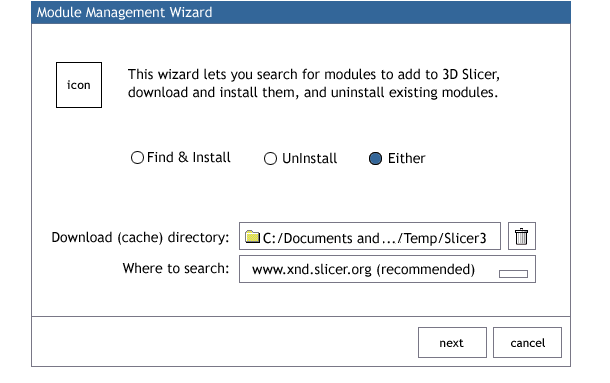 Module Management Wizard
icon
This wizard lets you search for modules to add to 3D Slicer,
download and install them, and uninstall existing modules.
Find & Install UnInstall Either
Download (cache) directory: C:/Documents and .../Temp/Slicer3
Where to search: www.xnd.slicer.org (recommended)
next cancel